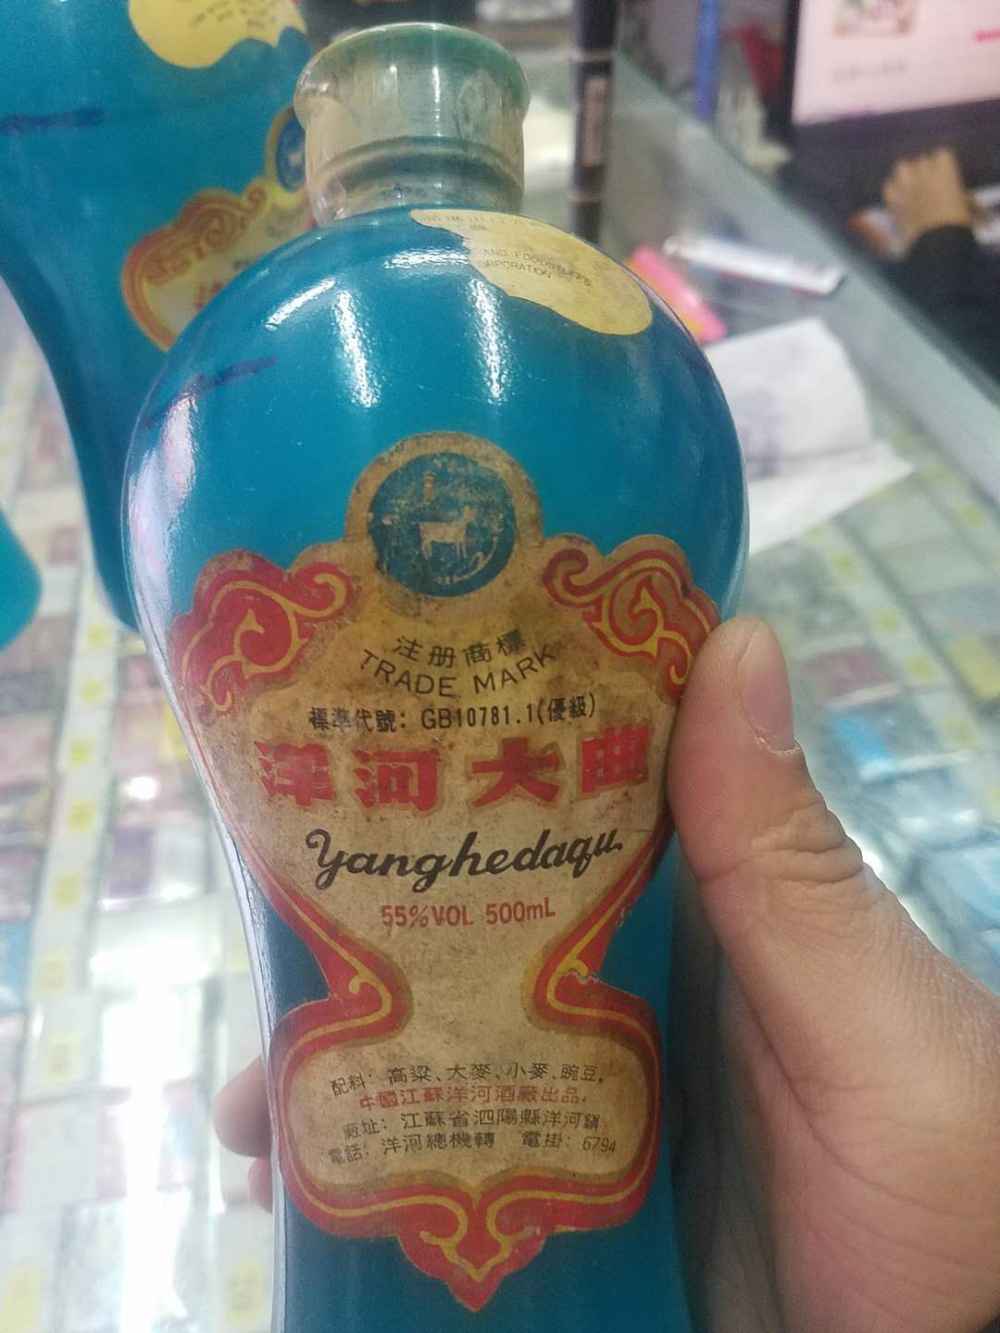 AND FOODSTUFFS
注册商標
TRADE MARK
標準代號：GB10781.1(優級)
洋河大曲
Yanghedaqu.
55%VOL 500mL
配料：高粱、大麥、小麥、豌豆。
中國江蘇洋河酒廠出品。
廠址：江蘇省泗陽縣洋河鎮
電話：洋河總機轉 電掛：6794